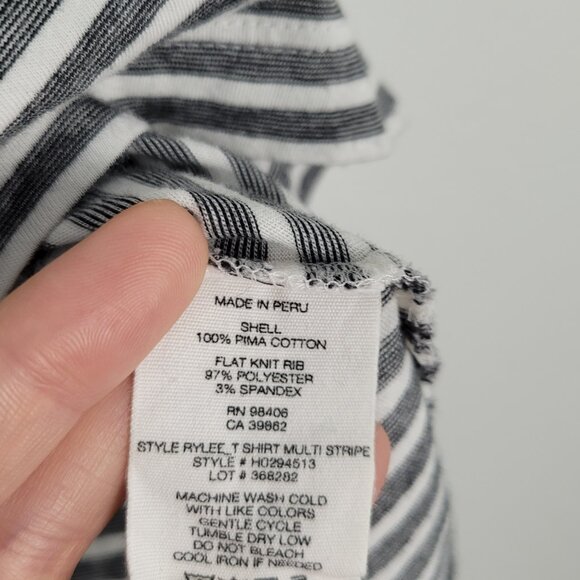 MADE IN PERU
SHELL
100% PIMA COTTON
FLAT KNIT RIB
97% POLYESTER
3% SPANDEX
RN 98406
CA 39862
STYLE RYLEE_T SHIRT MULTI STRIPE
STYLE # H0294513
LOT # 368282
MACHINE WASH COLD
WITH LIKE COLORS
GENTLE CYCLE
TUMBLE DRY LOW
DO NOT BLEACH
COOL IRON IF NEEDED